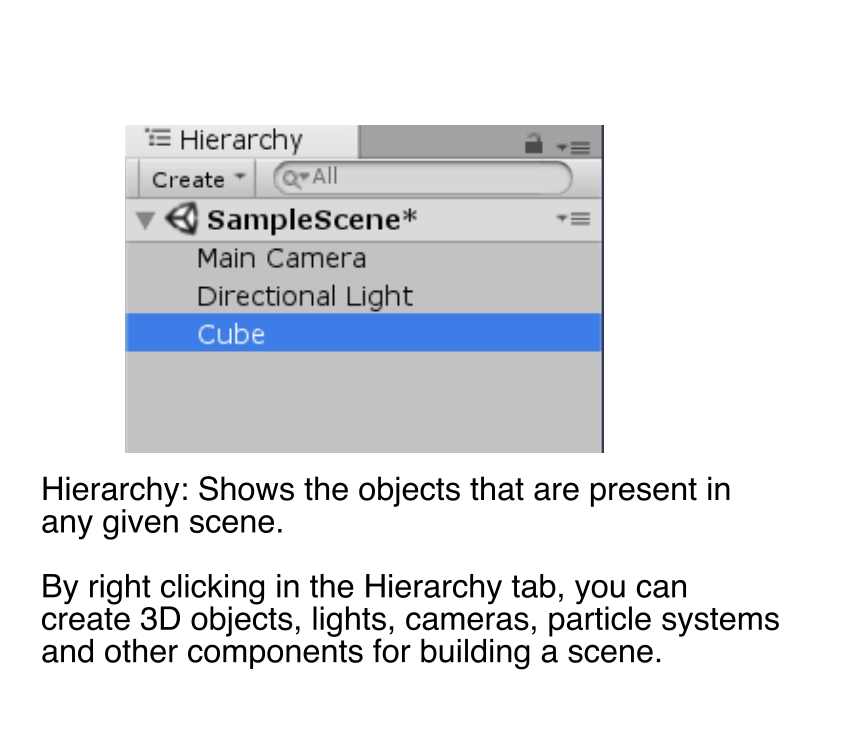 Hierarchy
Create All
SampleScene*
Main Camera
Directional Light
Cube
Hierarchy: Shows the objects that are present in
any given scene.
By right clicking in the Hierarchy tab, you can
create 3D objects, lights, cameras, particle systems
and other components for building a scene.